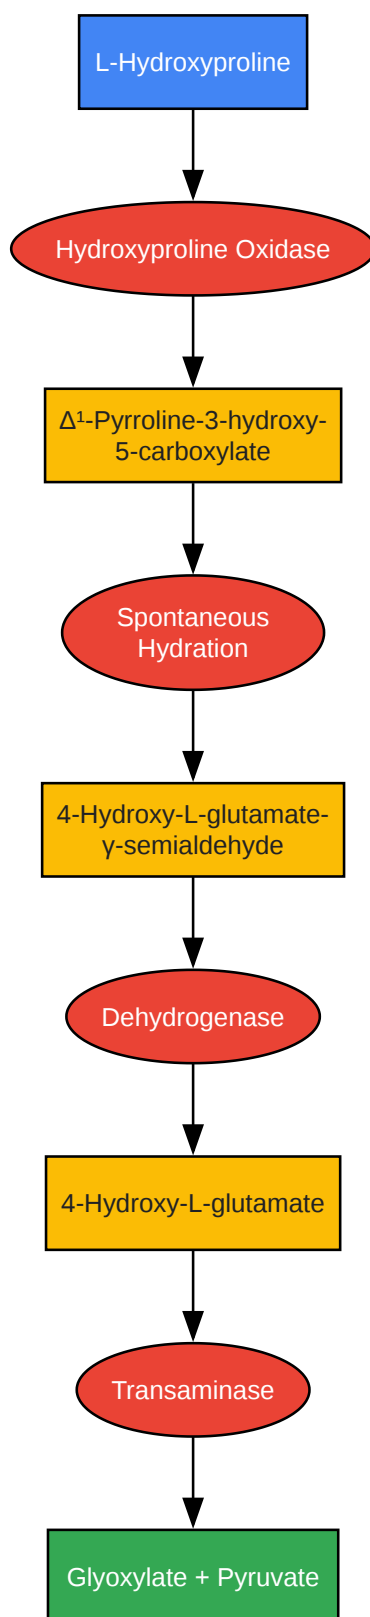 L-Hydroxyproline
Hydroxyproline Oxidase
Δ¹-Pyrroline-3-hydroxy-
5-carboxylate
Spontaneous
Hydration
4-Hydroxy-L-glutamate-
γ-semialdehyde
Dehydrogenase
4-Hydroxy-L-glutamate
Transaminase
Glyoxylate + Pyruvate